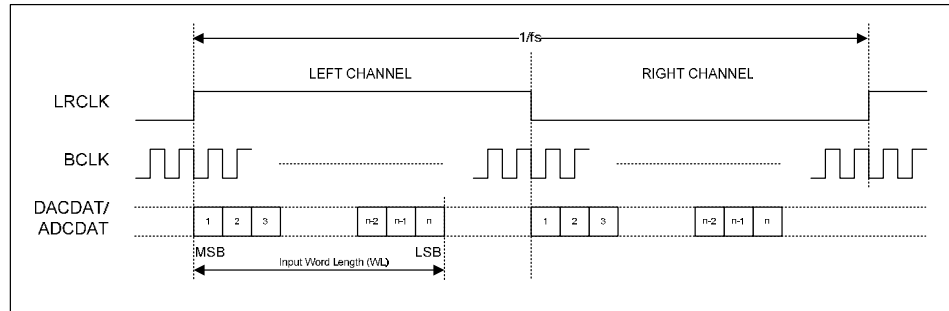 1/fs
LEFT CHANNEL RIGHT CHANNEL
LRCLK
BCLK
DACDAT/
ADCDAT
1 2 3 n-2 n-1 n 1 2 3 n-2 n-1 n
MSB LSB
Input Word Length (WL)